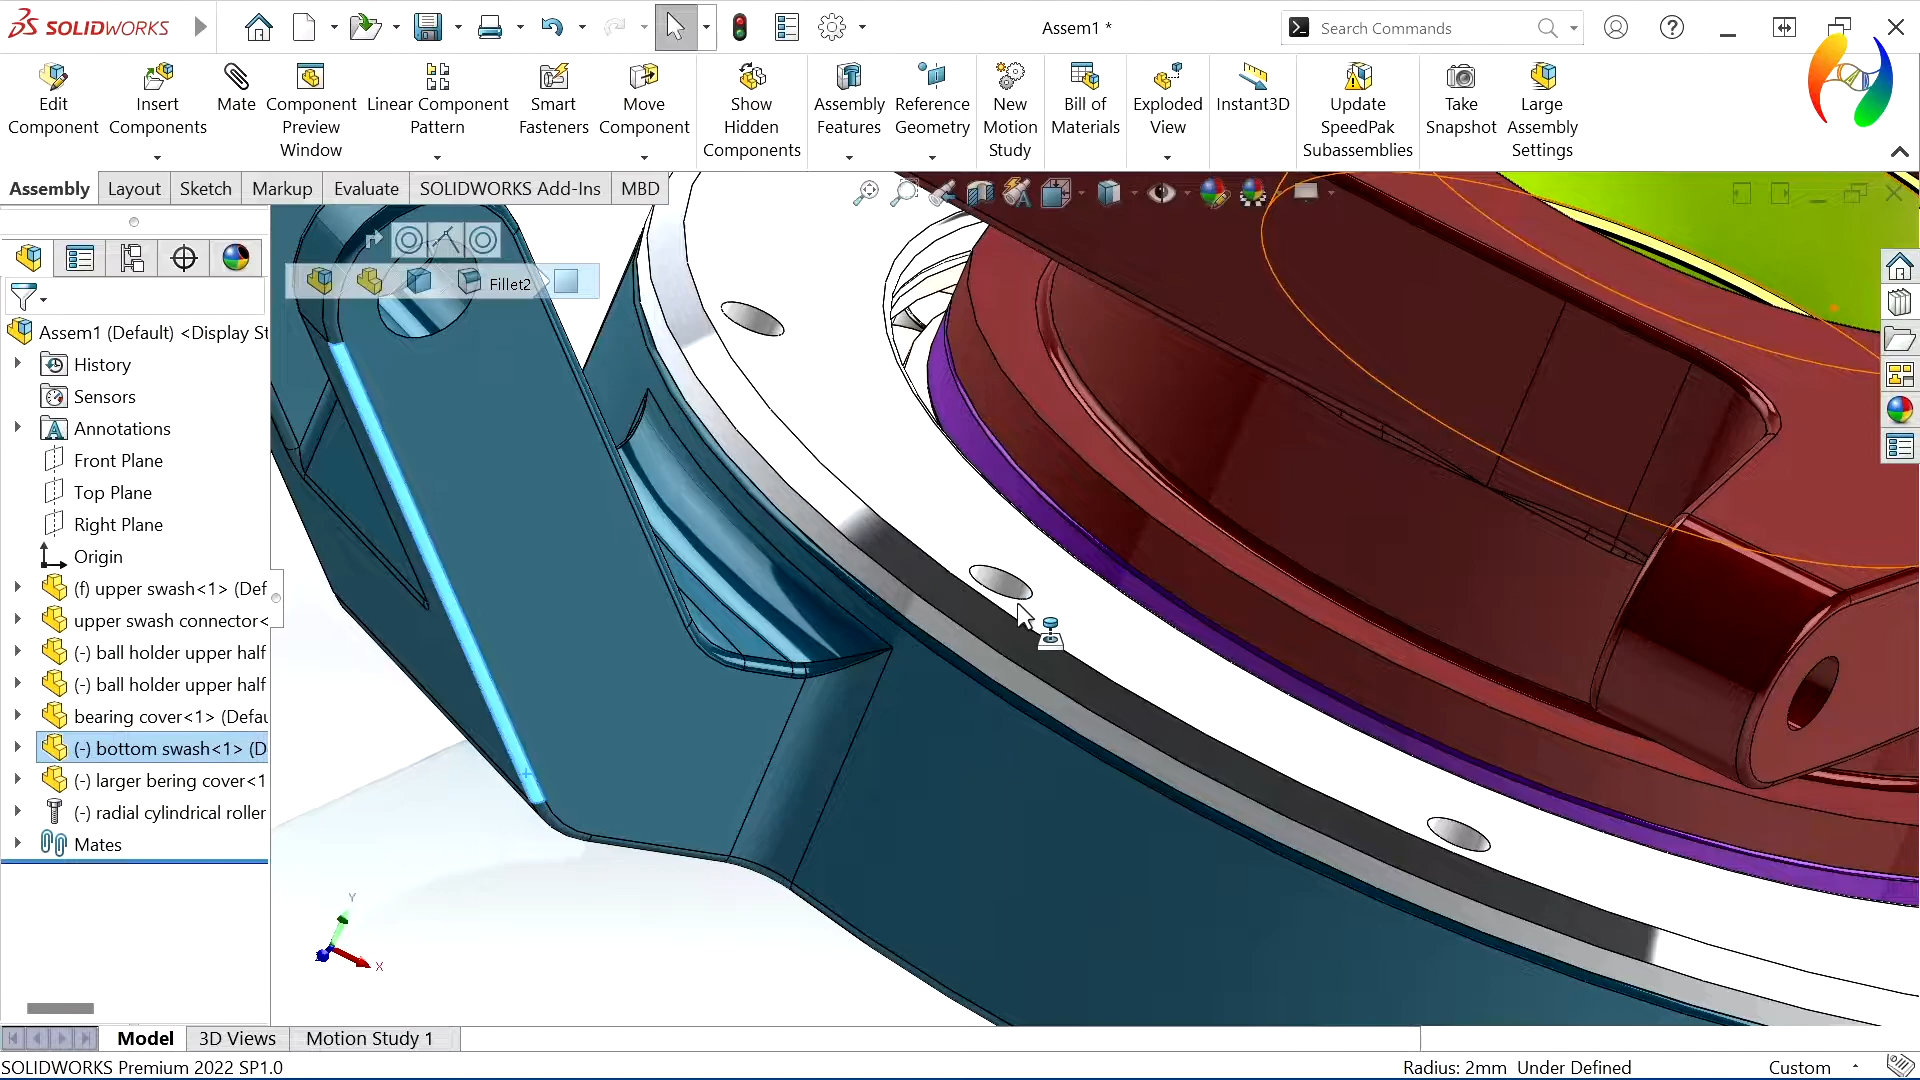 SOLIDWORKS
Assem1 *
Search Commands
Edit Component
Insert Components
Mate
Component Preview Window
Linear Component Pattern
Smart Fasteners
Move Component
Show Hidden Components
Assembly Features
Reference Geometry
New Motion Study
Bill of Materials
Exploded View
Instant3D
Update SpeedPak Subassemblies
Take Snapshot
Large Assembly Settings
Assembly
Layout
Sketch
Markup
Evaluate
SOLIDWORKS Add-Ins
MBD
Fillet2
Assem1 (Default) <Display St
History
Sensors
Annotations
Front Plane
Top Plane
Right Plane
Origin
(f) upper swash<1> (Def
upper swash connector<
(-) ball holder upper half
(-) ball holder upper half
bearing cover<1> (Defau
(-) bottom swash<1> (D
(-) larger bering cover<1
(-) radial cylindrical roller
Mates
Y
X
Model
3D Views
Motion Study 1
SOLIDWORKS Premium 2022 SP1.0
Radius: 2mm
Under Defined
Custom